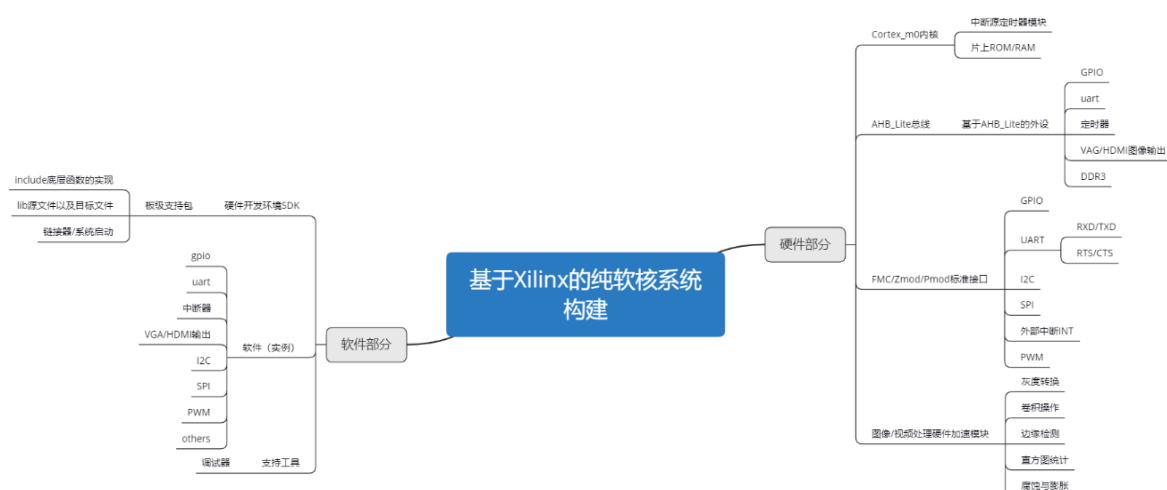 基于Xilinx的纯软核系统
构建
硬件部分
Cortex_m0内核
中断源定时器模块
片上ROM/RAM
AHB_Lite总线
基于AHB_Lite的外设
GPIO
uart
定时器
VAG/HDMI图像输出
DDR3
FMC/Zmod/Pmod标准接口
GPIO
UART
RXD/TXD
RTS/CTS
I2C
SPI
外部中断INT
PWM
图像/视频处理硬件加速模块
灰度转换
卷积操作
边缘检测
直方图统计
腐蚀与膨胀
软件部分
硬件开发环境SDK
板级支持包
include底层函数的实现
lib源文件以及目标文件
链接器/系统启动
软件（实例）
gpio
uart
中断器
VGA/HDMI输出
I2C
SPI
PWM
others
支持工具
调试器